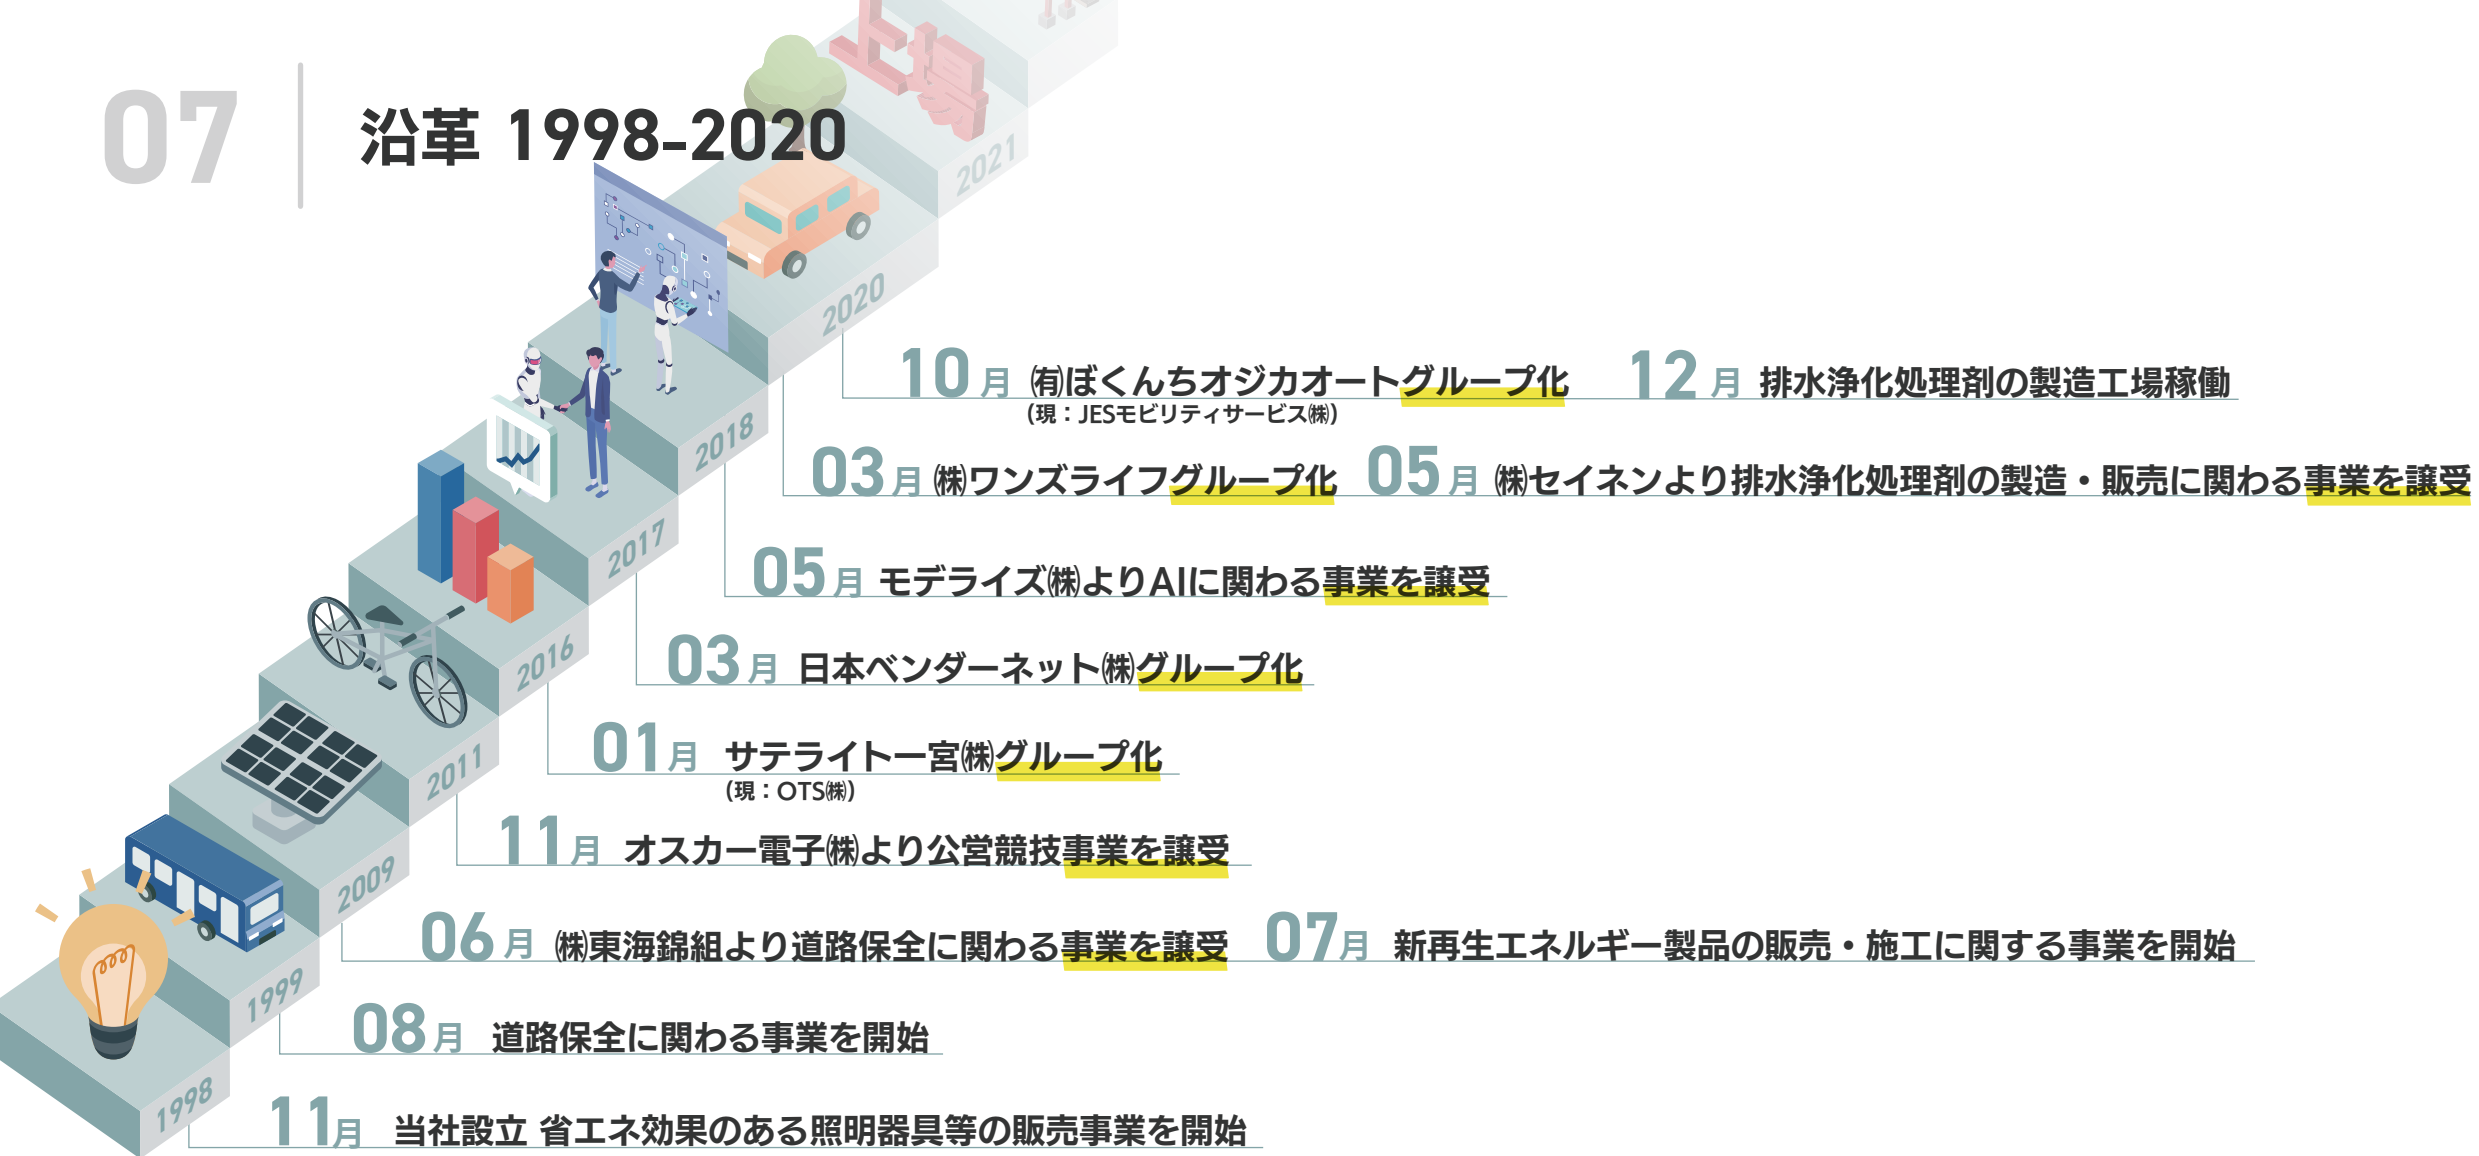 07
沿革 1998-2020
上場
2021
2020
10月 ㈲ぼくんちオジカオートグループ化 12月 排水浄化処理剤の製造工場稼働
(現：JESモビリティサービス㈱)
03月 ㈱ワンズライフグループ化 05月 ㈱セイネンより排水浄化処理剤の製造・販売に関わる事業を譲受
2018
05月 モデライズ㈱よりAIに関わる事業を譲受
2017
03月 日本ベンダーネット㈱グループ化
2016
01月 サテライト一宮㈱グループ化
(現：OTS㈱)
2011
11月 オスカー電子㈱より公営競技事業を譲受
2009
06月 ㈱東海錦組より道路保全に関わる事業を譲受 07月 新再生エネルギー製品の販売・施工に関する事業を開始
1999
08月 道路保全に関わる事業を開始
1998
11月 当社設立 省エネ効果のある照明器具等の販売事業を開始